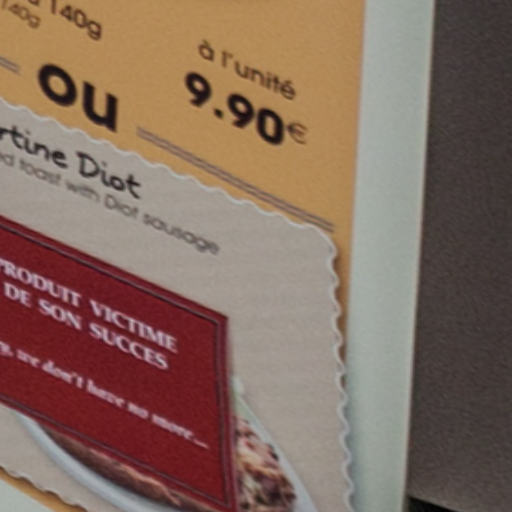 140g
140g
à l'unité
9.90€
ou
Diot
toast with Diot sausage
PRODUIT VICTIME
DE SON SUCCES
we don't have no more...